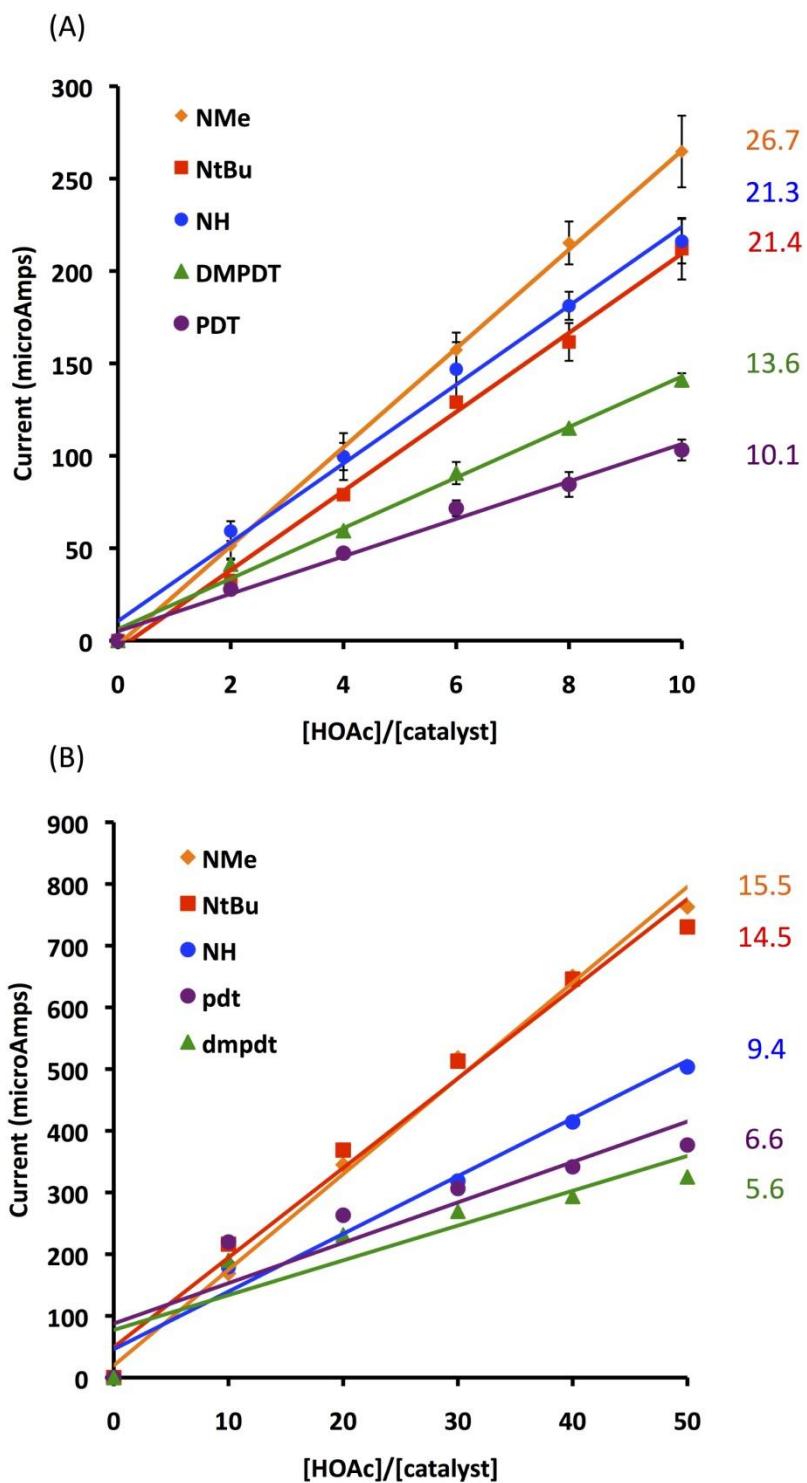 (A)
300
250
200
150
100
50
0
Current (microAmps)
NMe
NtBu
NH
DMPDT
PDT
26.7
21.3
21.4
13.6
10.1
0 2 4 6 8 10
[HOAc]/[catalyst]
(B)
900
800
700
600
500
400
300
200
100
0
Current (microAmps)
NMe
NtBu
NH
pdt
dmpdt
15.5
14.5
9.4
6.6
5.6
0 10 20 30 40 50
[HOAc]/[catalyst]